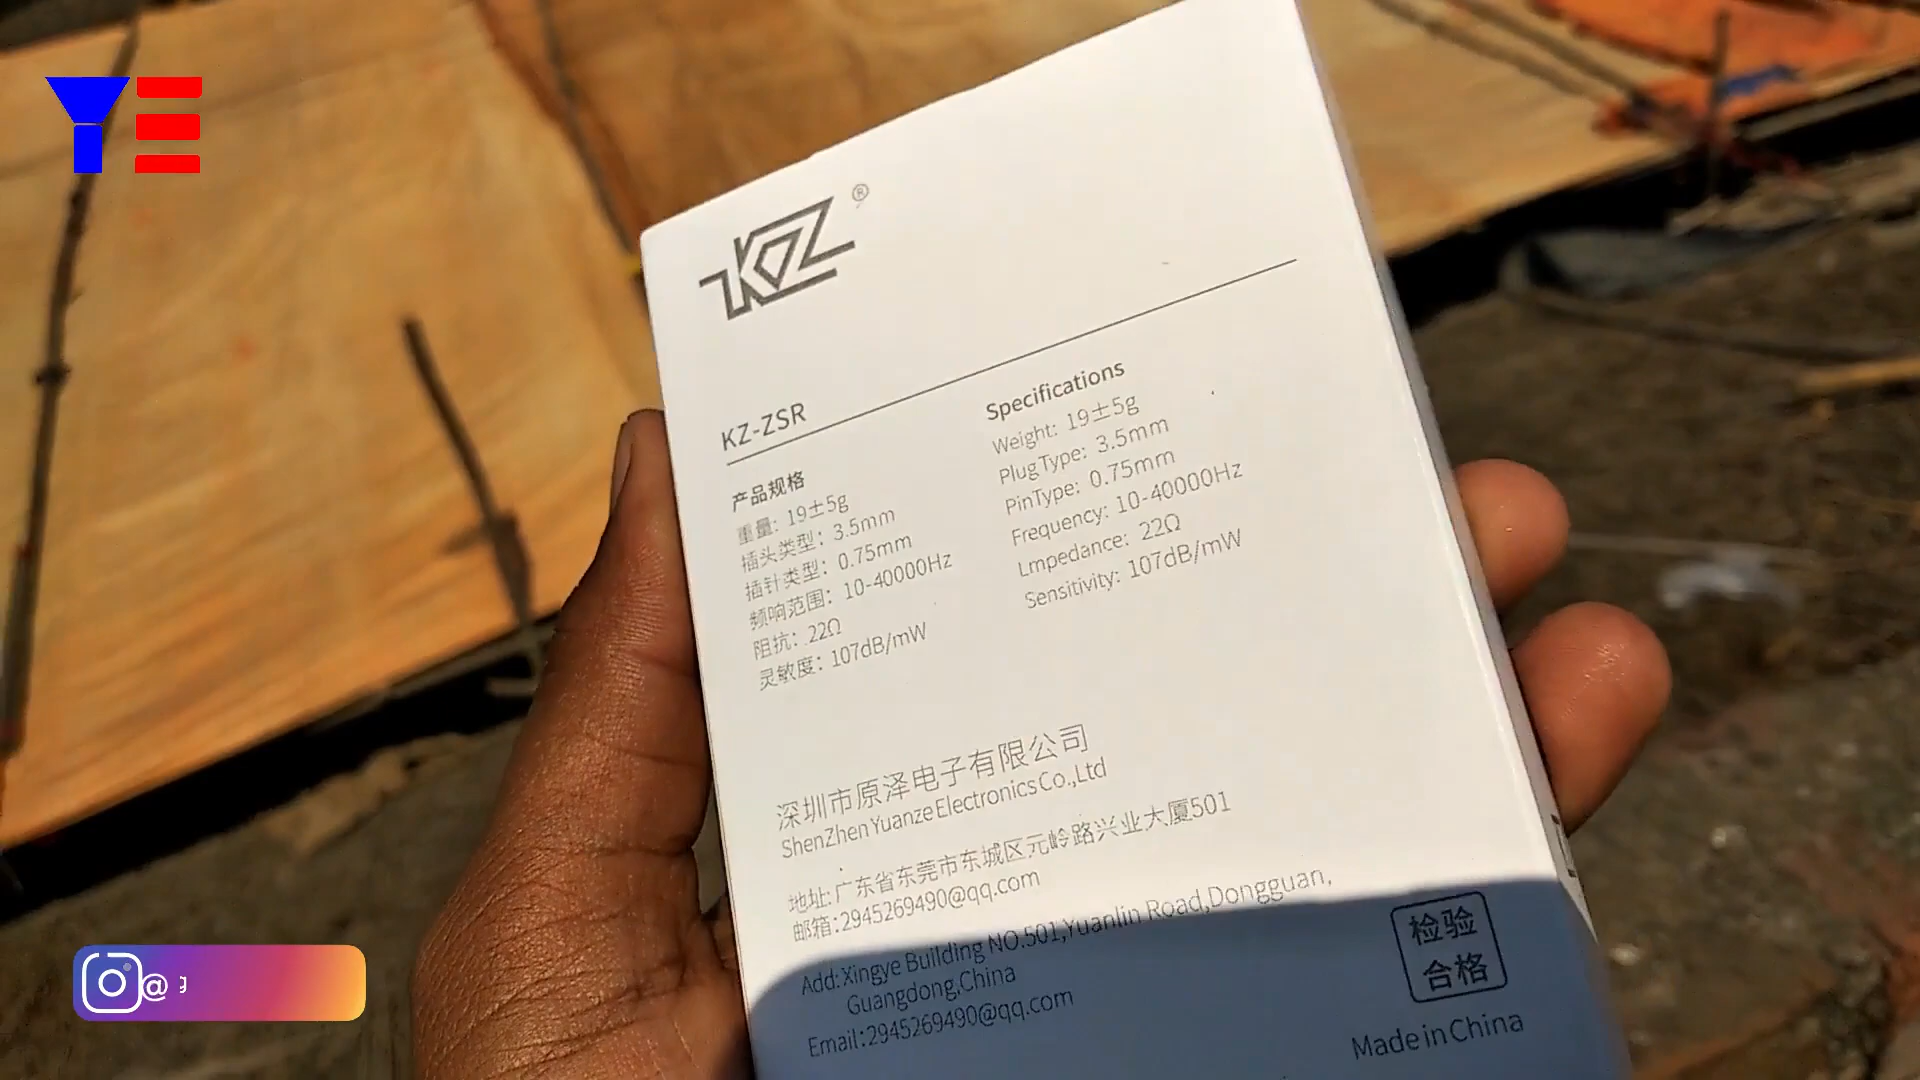 YE
KZ®
KZ-ZSR
产品规格
重量: 19±5g
插头类型: 3.5mm
插针类型: 0.75mm
频响范围: 10-40000Hz
阻抗: 22Ω
灵敏度: 107dB/mW
Specifications
Weight: 19±5g
Plug Type: 3.5mm
PinType: 0.75mm
Frequency: 10-40000Hz
Lmpedance: 22Ω
Sensitivity: 107dB/mW
深圳市原泽电子有限公司
ShenZhen Yuanze Electronics Co.,Ltd
地址:广东省东莞市东城区元岭路兴业大厦501
邮箱:2945269490@qq.com
Add:Xingye Building NO.501,Yuanlin Road,Dongguan,
Guangdong,China
Email:2945269490@qq.com
检验
合格
Made in China
@